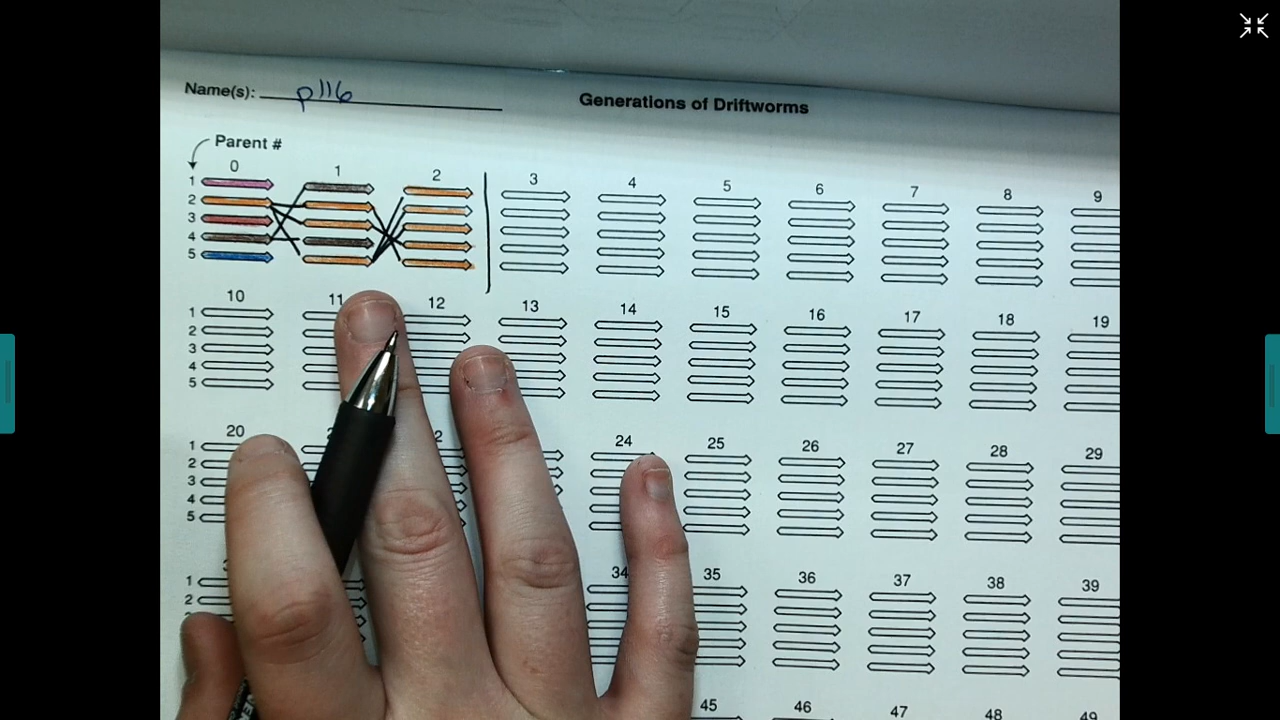 Name(s): p116
Generations of Driftworms
Parent #
0 1 2 3 4 5 6 7 8 9
1
2
3
4
5
10 11 12 13 14 15 16 17 18 19
1
2
3
4
5
20 24 25 26 27 28 29
1
2
3
4
5
34 35 36 37 38 39
1
2
45 46 47 48 49